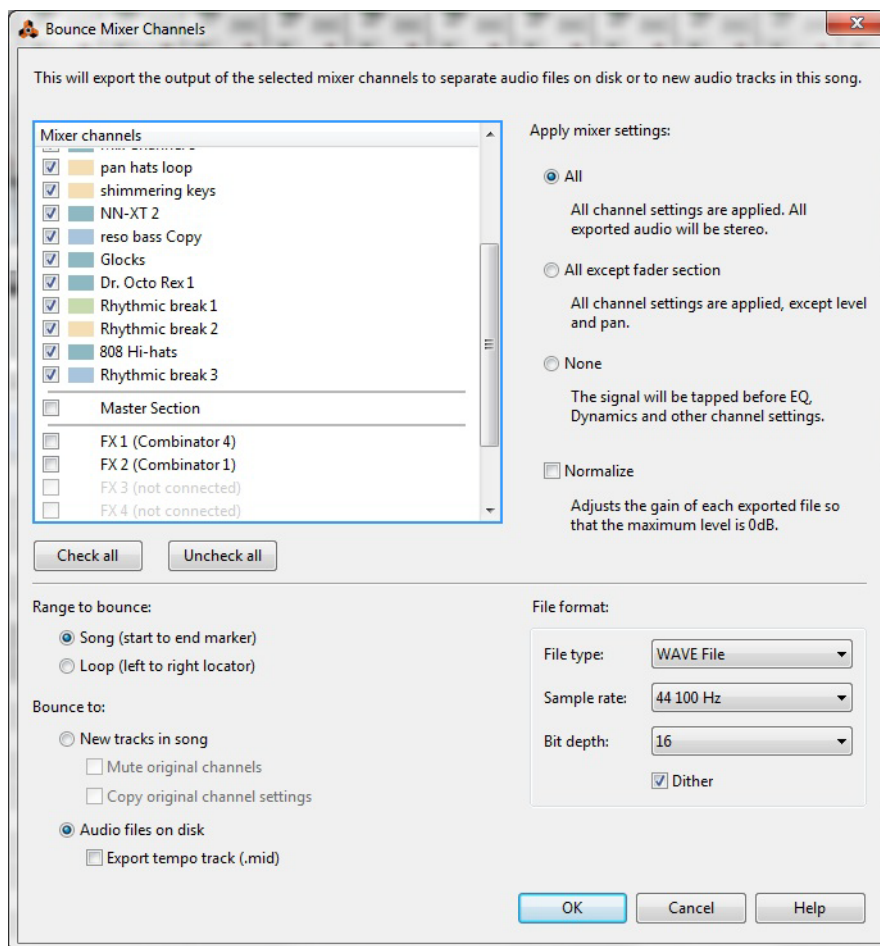 Bounce Mixer Channels
This will export the output of the selected mixer channels to separate audio files on disk or to new audio tracks in this song.
Mixer channels
pan hats loop
shimmering keys
NN-XT 2
reso bass Copy
Glocks
Dr. Octo Rex 1
Rhythmic break 1
Rhythmic break 2
808 Hi-hats
Rhythmic break 3
Master Section
FX 1 (Combinator 4)
FX 2 (Combinator 1)
FX 3 (not connected)
FX 4 (not connected)
Check all
Uncheck all
Apply mixer settings:
All
All channel settings are applied. All
exported audio will be stereo.
All except fader section
All channel settings are applied, except level
and pan.
None
The signal will be tapped before EQ,
Dynamics and other channel settings.
Normalize
Adjusts the gain of each exported file so
that the maximum level is 0dB.
Range to bounce:
Song (start to end marker)
Loop (left to right locator)
Bounce to:
New tracks in song
Mute original channels
Copy original channel settings
Audio files on disk
Export tempo track (.mid)
File format:
File type: WAVE File
Sample rate: 44 100 Hz
Bit depth: 16
Dither
OK
Cancel
Help